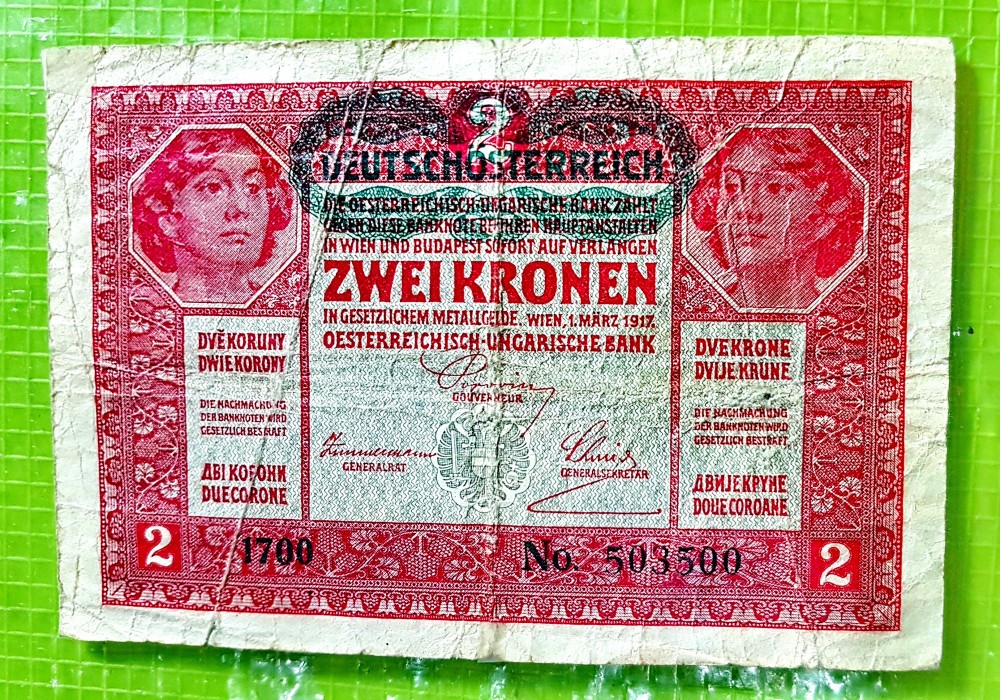 2
DEUTSCHÖSTERREICH
DIE OESTERREICHISCH-UNGARISCHE BANK ZAHLT
GEGEN DIESE BANKNOTE BEI IHREN HAUPTANSTALTEN
IN WIEN UND BUDAPEST SOFORT AUF VERLANGEN
ZWEI KRONEN
IN GESETZLICHEM METALLGELDE. WIEN, 1. MÄRZ 1917.
OESTERREICHISCH-UNGARISCHE BANK
GOUVERNEUR
GENERALRAT
GENERALSEKRETÄR
DVĚ KORUNY
DWIE KORONY
DIE NACHMACHUNG
DER BANKNOTEN WIRD
GESETZLICH BESTRAFT
ДВІ КОРОНИ
DUE CORONE
DVE KRONE
DVIJE KRUNE
DIE NACHMACHUNG
DER BANKNOTEN WIRD
GESETZLICH BESTRAFT.
ДВИЈЕ КРУНЕ
DOUE COROANE
2
1700
No. 503500
2